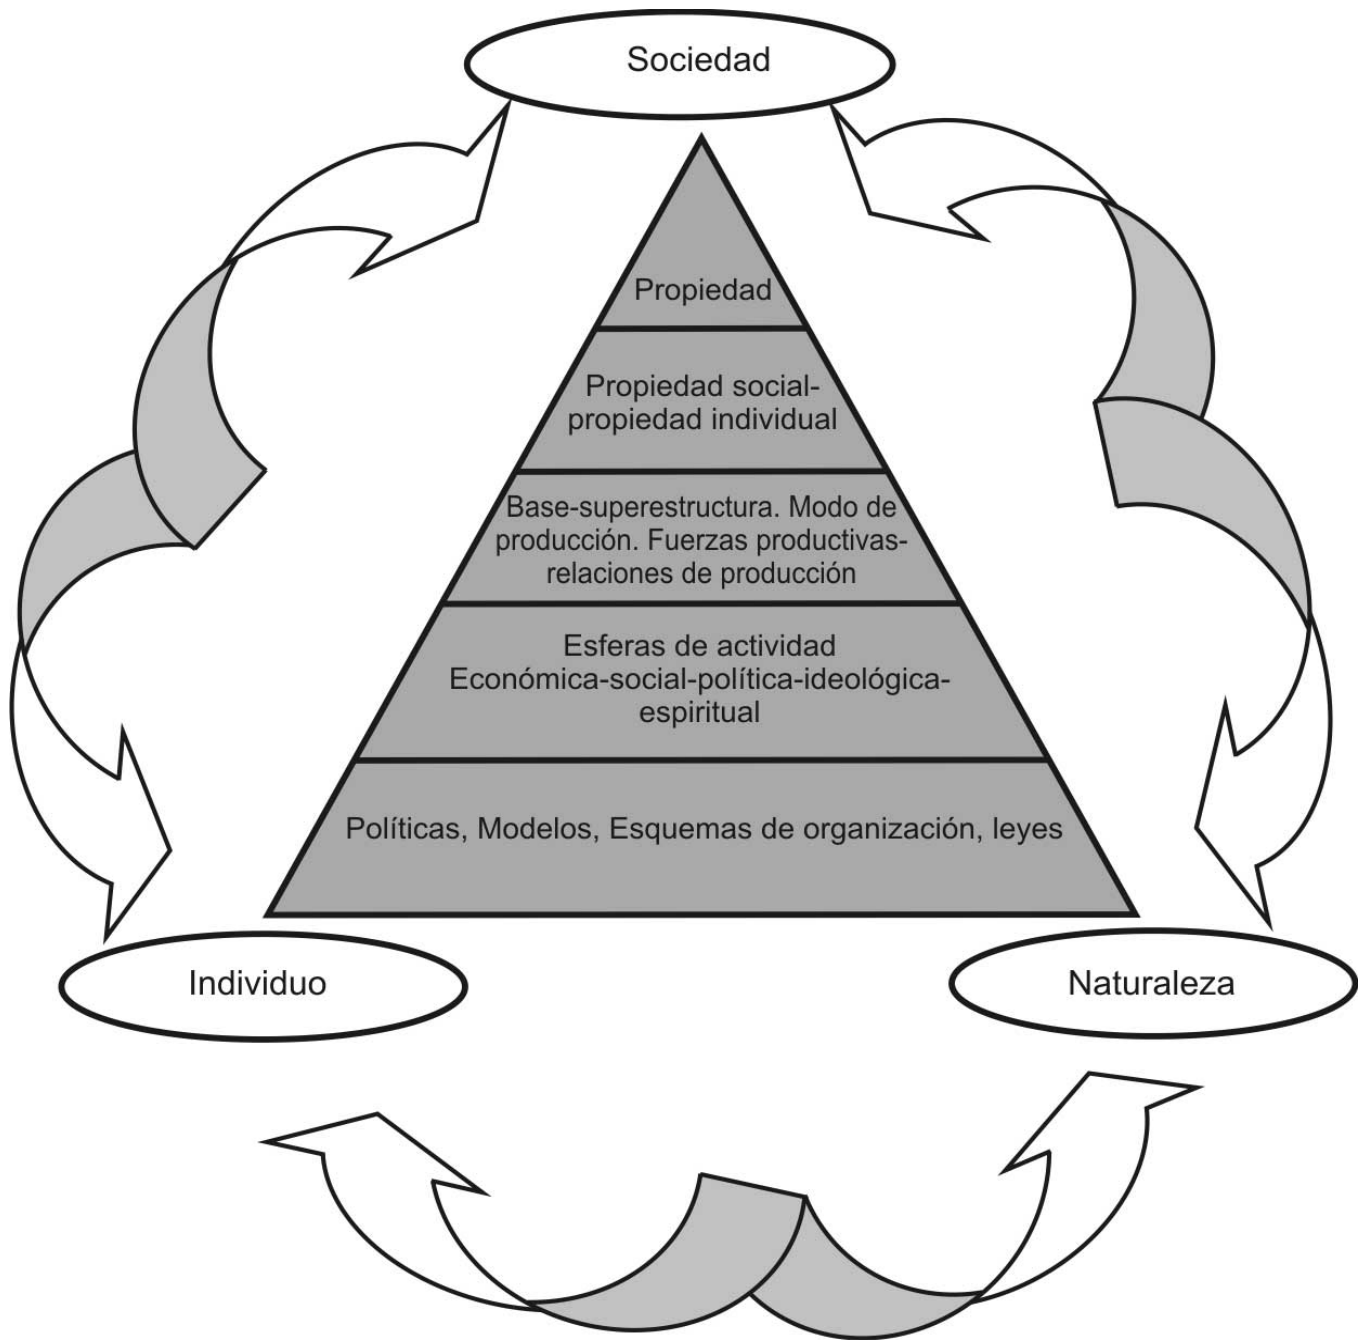 Sociedad
Propiedad
Propiedad social-
propiedad individual
Base-superestructura. Modo de
producción. Fuerzas productivas-
relaciones de producción
Esferas de actividad
Económica-social-política-ideológica-
espiritual
Políticas, Modelos, Esquemas de organización, leyes
Individuo
Naturaleza